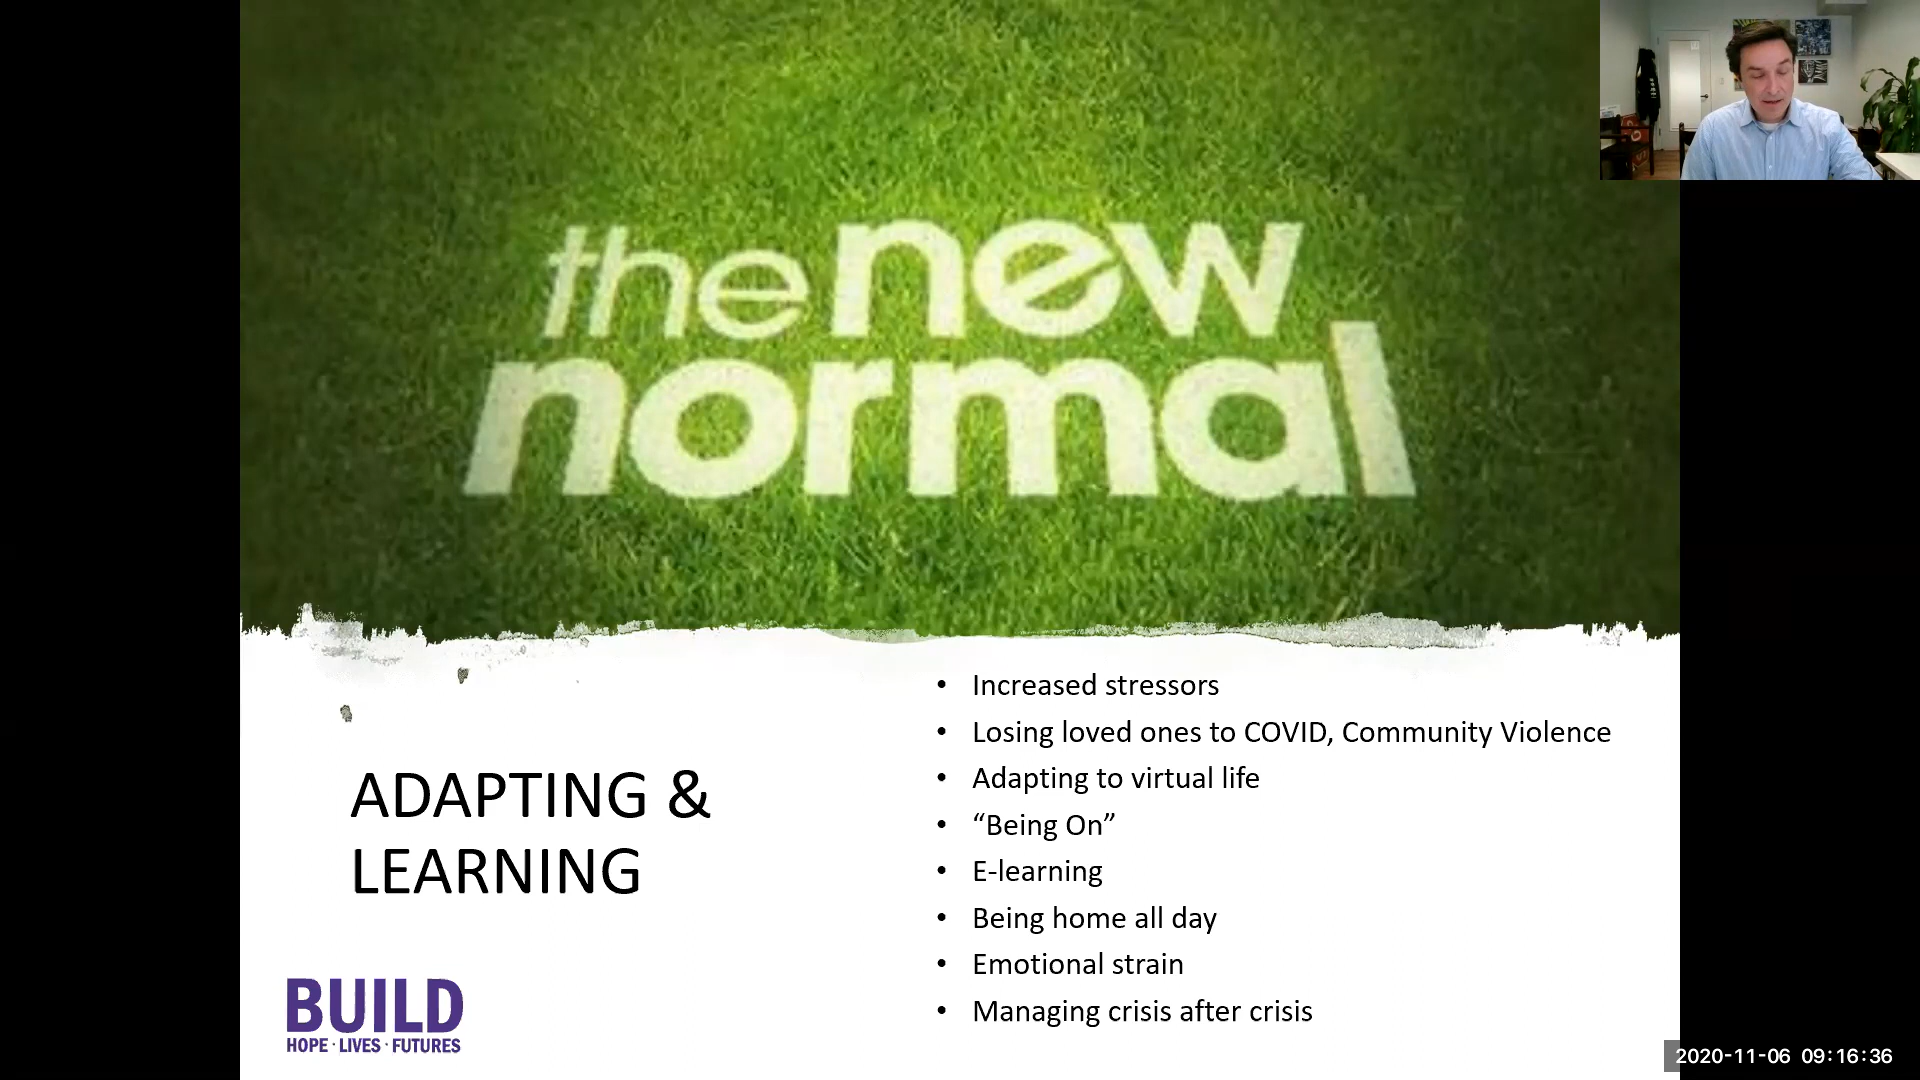 the new
normal
ADAPTING &
LEARNING
• Increased stressors
• Losing loved ones to COVID, Community Violence
• Adapting to virtual life
• “Being On”
• E-learning
• Being home all day
• Emotional strain
• Managing crisis after crisis
BUILD
HOPE · LIVES · FUTURES
2020-11-06 09:16:36